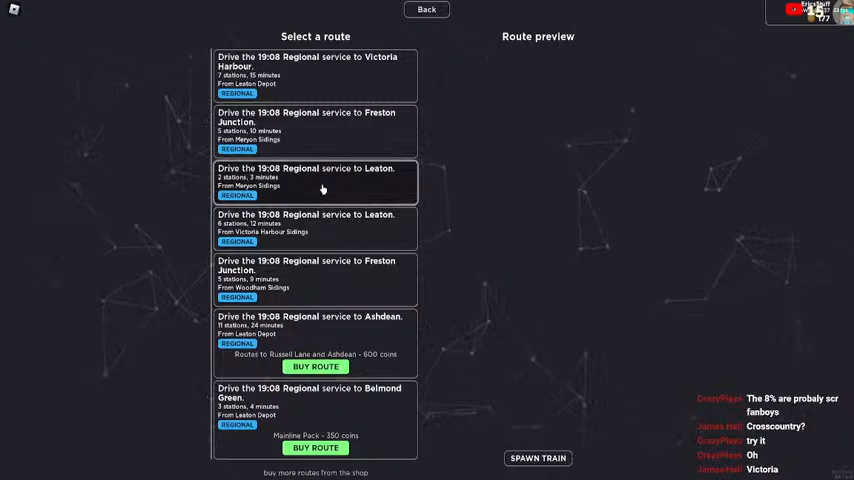 Back
EricsStuff
177
Select a route
Route preview
Drive the 19:08 Regional service to Victoria
Harbour.
7 stations, 15 minutes
From Leaton Depot
REGIONAL
Drive the 19:08 Regional service to Freston
Junction.
5 stations, 10 minutes
From Meryon Sidings
REGIONAL
Drive the 19:08 Regional service to Leaton.
2 stations, 3 minutes
From Meryon Sidings
REGIONAL
Drive the 19:08 Regional service to Leaton.
6 stations, 12 minutes
From Victoria Harbour Sidings
REGIONAL
Drive the 19:08 Regional service to Freston
Junction.
5 stations, 9 minutes
From Woodham Sidings
REGIONAL
Drive the 19:08 Regional service to Ashdean.
11 stations, 24 minutes
From Leaton Depot
REGIONAL
Routes to Russell Lane and Ashdean - 600 coins
BUY ROUTE
Drive the 19:08 Regional service to Belmond
Green.
3 stations, 4 minutes
From Leaton Depot
REGIONAL
Mainline Pack - 350 coins
BUY ROUTE
buy more routes from the shop
SPAWN TRAIN
CrazyPlays The 8% are probaly scr
fanboys
James Hall Crosscountry?
CrazyPlays try it
CrazyPlays Oh
James Hall Victoria